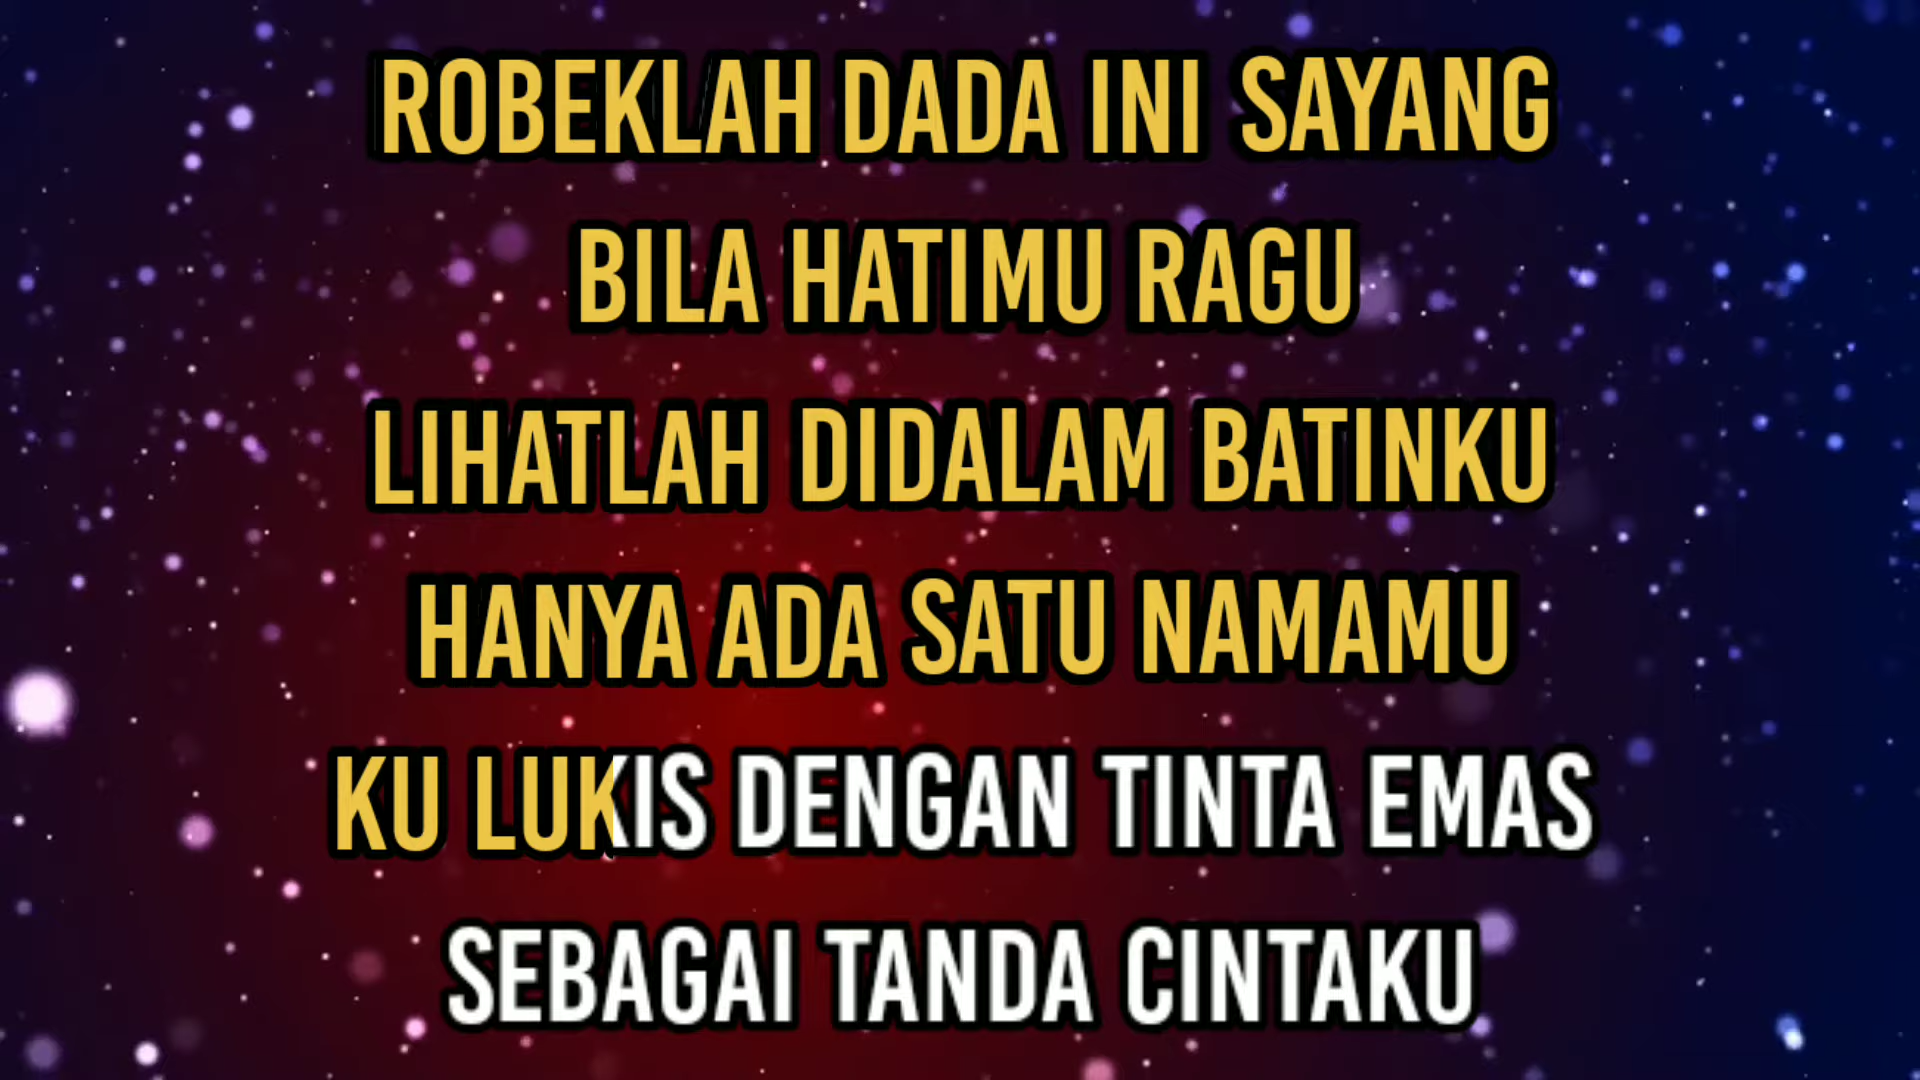 ROBEKLAH DADA INI SAYANG
BILA HATIMU RAGU
LIHATLAH DIDALAM BATINKU
HANYA ADA SATU NAMAMU
KU LUKIS DENGAN TINTA EMAS
SEBAGAI TANDA CINTAKU